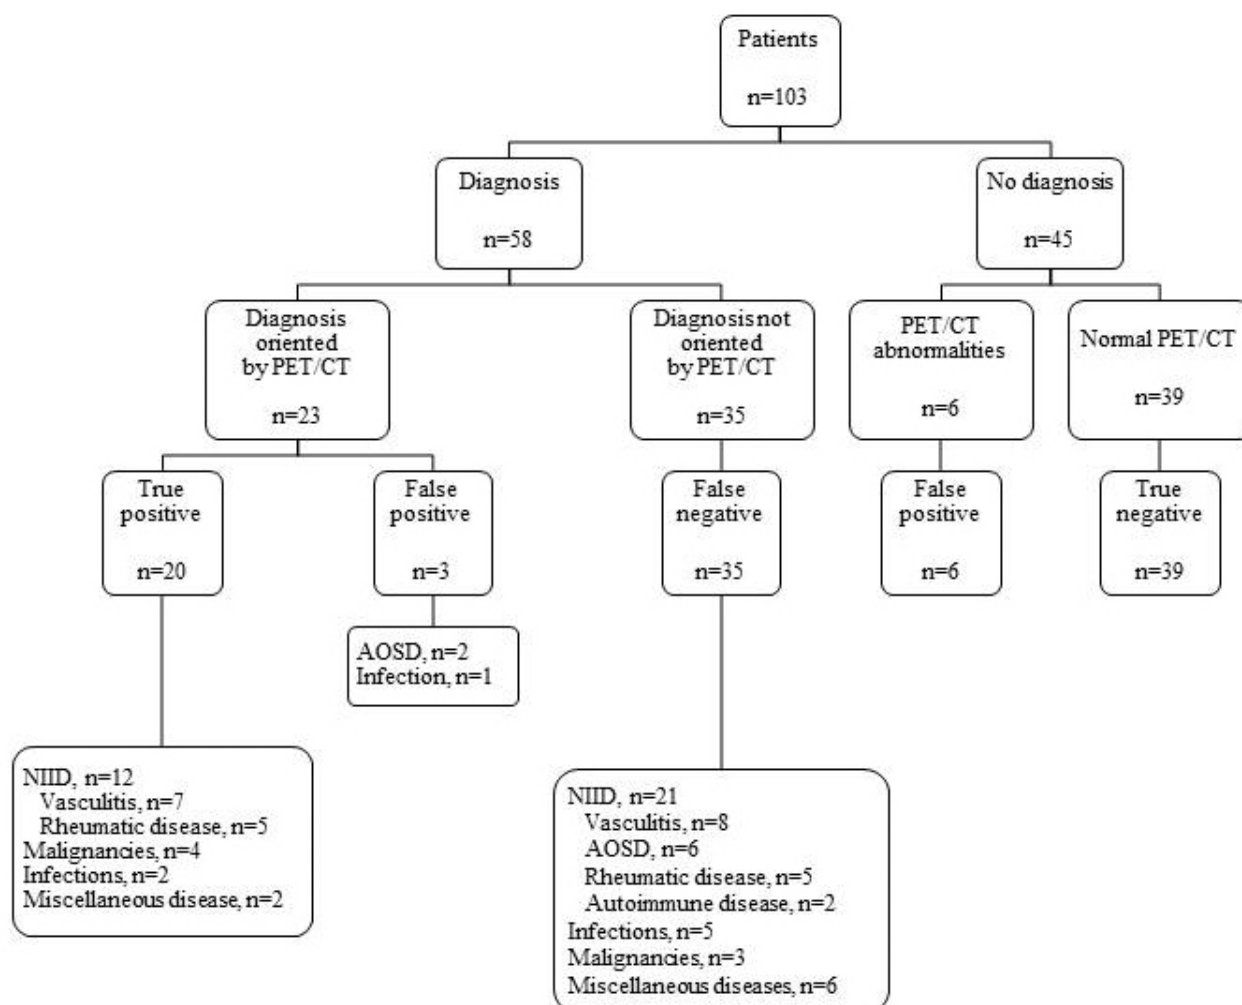 Patients
n=103
Diagnosis
n=58
No diagnosis
n=45
Diagnosis
oriented
by PET/CT
n=23
Diagnosis not
oriented
by PET/CT
n=35
PET/CT
abnormalities
n=6
Normal PET/CT
n=39
True
positive
n=20
False
positive
n=3
False
negative
n=35
False
positive
n=6
True
negative
n=39
AOSD, n=2
Infection, n=1
NIID, n=12
Vasculitis, n=7
Rheumatic disease, n=5
Malignancies, n=4
Infections, n=2
Miscellaneous disease, n=2
NIID, n=21
Vasculitis, n=8
AOSD, n=6
Rheumatic disease, n=5
Autoimmune disease, n=2
Infections, n=5
Malignancies, n=3
Miscellaneous diseases, n=6